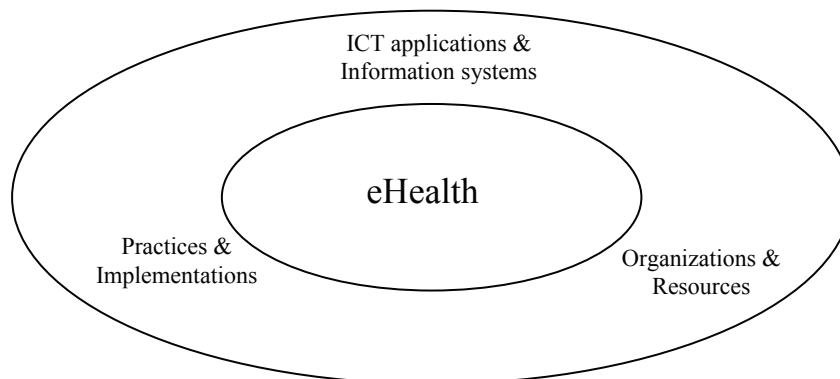 ICT applications &
Information systems
eHealth
Practices &
Implementations
Organizations &
Resources